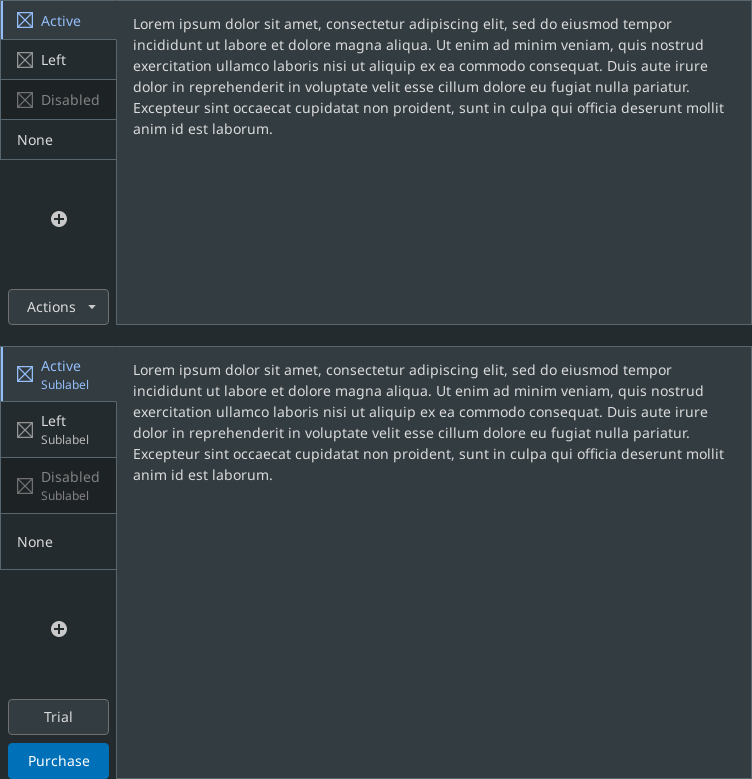 Active
Left
Disabled
None
Actions
Lorem ipsum dolor sit amet, consectetur adipiscing elit, sed do eiusmod tempor
incididunt ut labore et dolore magna aliqua. Ut enim ad minim veniam, quis nostrud
exercitation ullamco laboris nisi ut aliquip ex ea commodo consequat. Duis aute irure
dolor in reprehenderit in voluptate velit esse cillum dolore eu fugiat nulla pariatur.
Excepteur sint occaecat cupidatat non proident, sunt in culpa qui officia deserunt mollit
anim id est laborum.
Active
Sublabel
Left
Sublabel
Disabled
Sublabel
None
Trial
Purchase
Lorem ipsum dolor sit amet, consectetur adipiscing elit, sed do eiusmod tempor
incididunt ut labore et dolore magna aliqua. Ut enim ad minim veniam, quis nostrud
exercitation ullamco laboris nisi ut aliquip ex ea commodo consequat. Duis aute irure
dolor in reprehenderit in voluptate velit esse cillum dolore eu fugiat nulla pariatur.
Excepteur sint occaecat cupidatat non proident, sunt in culpa qui officia deserunt mollit
anim id est laborum.